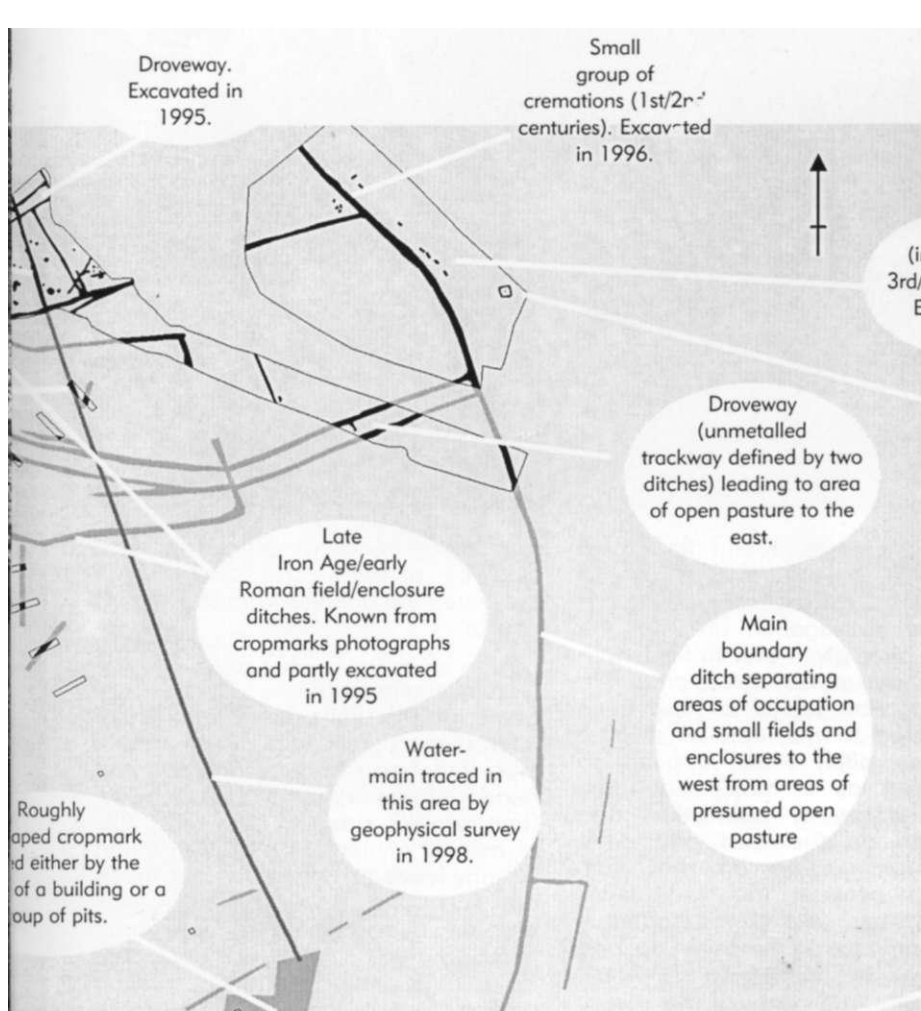 Droveway.
Excavated in
1995.
Small
group of
cremations (1st/2nd
centuries). Excavated
in 1996.
3rd/
Droveway
(unmetalled
trackway defined by two
ditches) leading to area
of open pasture to the
east.
Late
Iron Age/early
Roman field/enclosure
ditches. Known from
cropmarks photographs
and partly excavated
in 1995
Main
boundary
ditch separating
areas of occupation
and small fields and
enclosures to the
west from areas of
presumed open
pasture
Water-
main traced in
this area by
geophysical survey
in 1998.
Roughly
aped cropmark
ed either by the
of a building or a
oup of pits.